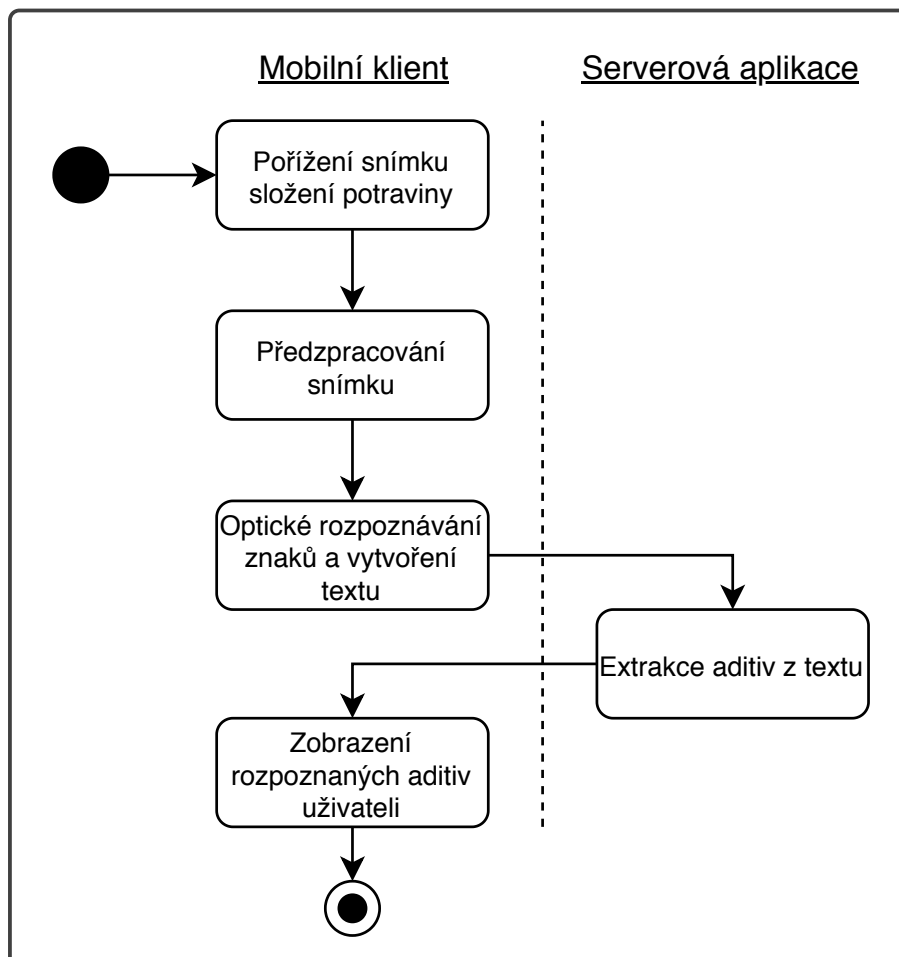 Mobilní klient
Serverová aplikace
Pořížení snímku
složení potraviny
Předzpracování
snímku
Optické rozpoznávání
znaků a vytvoření
textu
Extrakce aditiv z textu
Zobrazení
rozpoznaných aditiv
uživateli